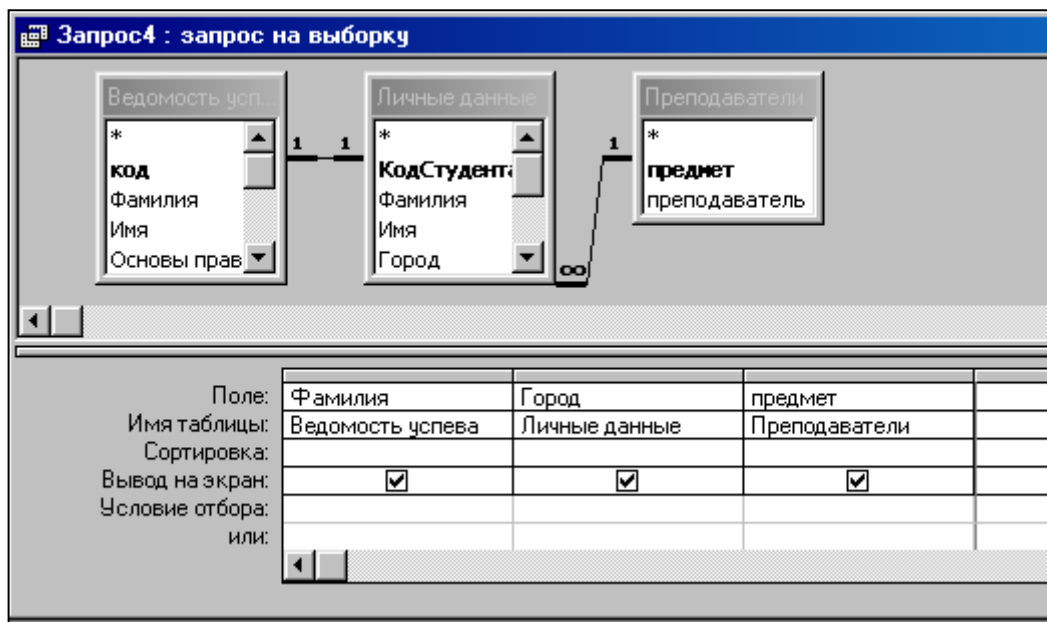 Запрос4 : запрос на выборку
Ведомость усп... Личные данные Преподаватели
* * *
1 1 1
код КодСтудента предмет
Фамилия Фамилия преподаватель
Имя Имя
Основы прав Город
∞
Поле: Фамилия Город предмет
Имя таблицы: Ведомость успева Личные данные Преподаватели
Сортировка:
Вывод на экран:
Условие отбора:
или: